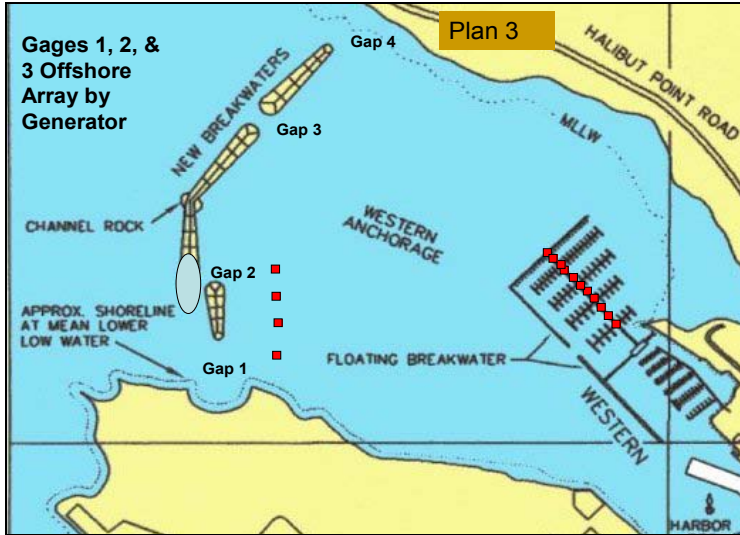 Gages 1, 2, &
3 Offshore
Array by
Generator
Gap 4
Plan 3
HALIBUT POINT ROAD
NEW BREAKWATERS
Gap 3
MLLW
CHANNEL ROCK
WESTERN
ANCHORAGE
Gap 2
APPROX. SHORELINE
AT MEAN LOWER
LOW WATER
Gap 1
FLOATING BREAKWATER
WESTERN
HARBOR